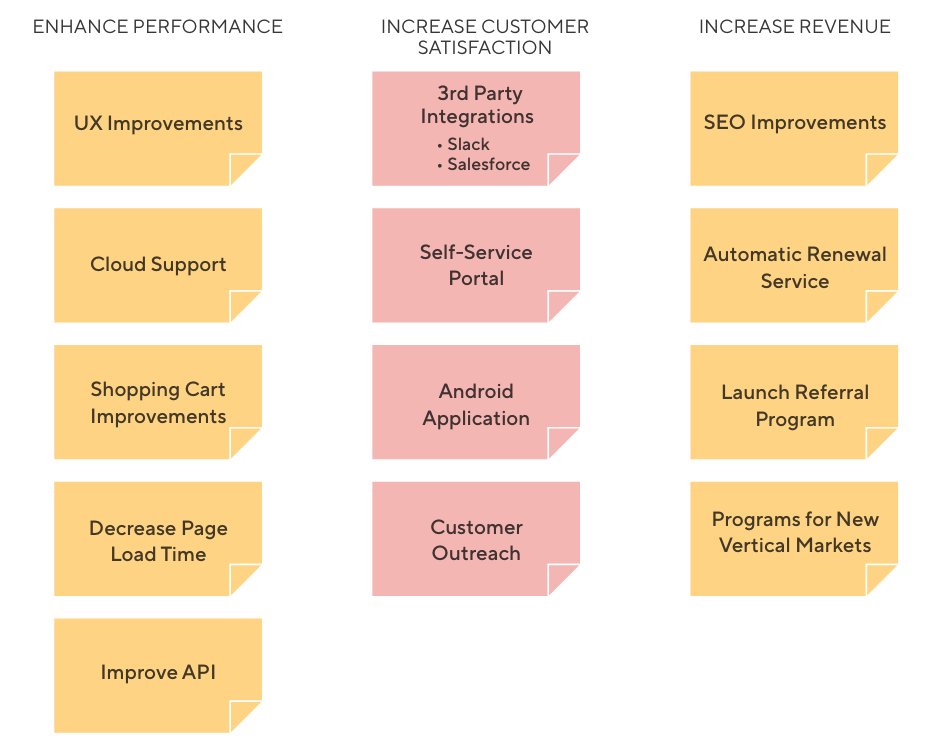 ENHANCE PERFORMANCE
UX Improvements
Cloud Support
Shopping Cart
Improvements
Decrease Page
Load Time
Improve API
INCREASE CUSTOMER
SATISFACTION
3rd Party
Integrations
• Slack
• Salesforce
Self-Service
Portal
Android
Application
Customer
Outreach
INCREASE REVENUE
SEO Improvements
Automatic Renewal
Service
Launch Referral
Program
Programs for New
Vertical Markets